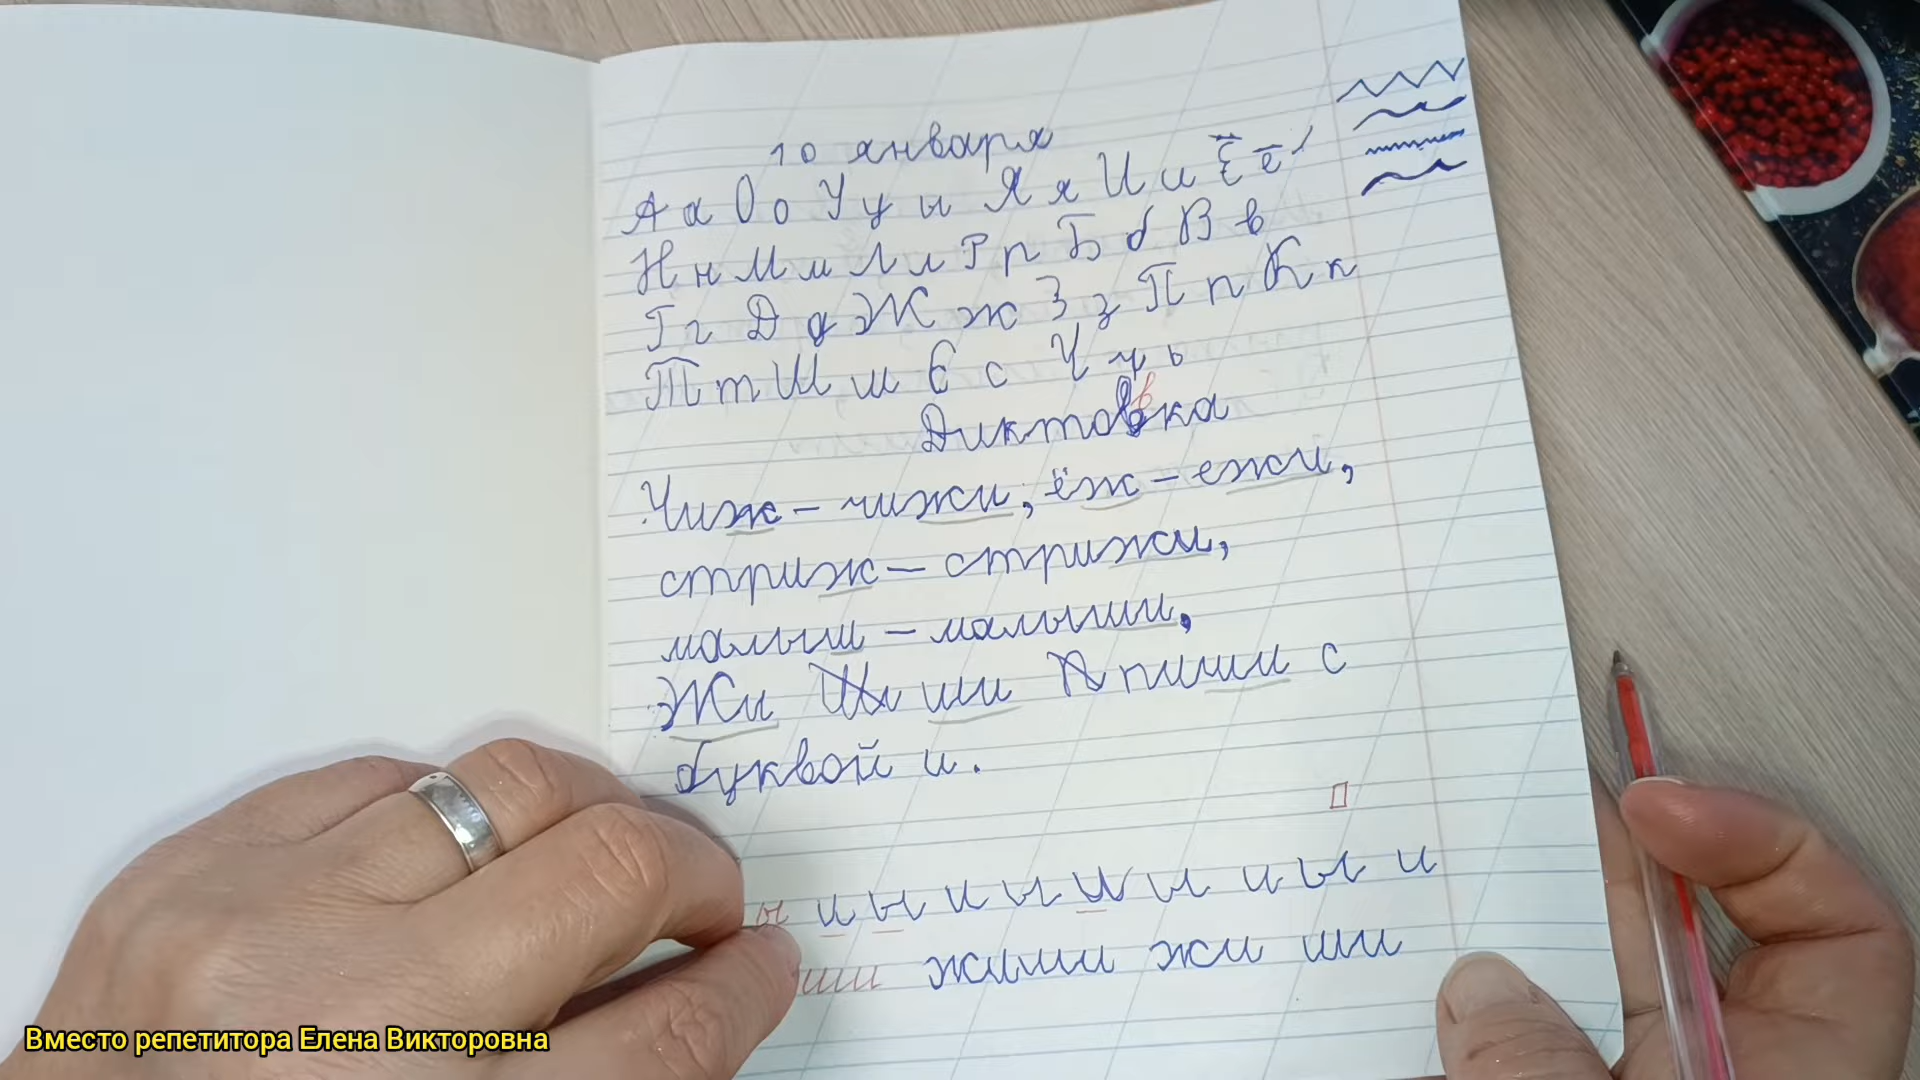 10 января
А а О о У у ы Я я И и Ё ё
Н н М м Л л Р р Б б В в
Г г Д д Ж ж З з П п К к
Т т Ш ш С с Ч ч ь
Диктовка
Чиж – чижи, ёж – ежи,
стриж – стрижи,
малыш – малыши,
Жи ши пиши с
буквой и.
ы и ы и ы и ы и ы и
ши жиши жи ши
Вместо репетитора Елена Викторовна